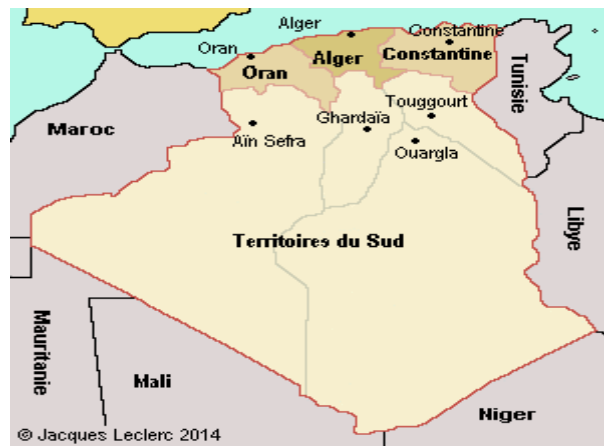 Alger
Constantine
Oran
Oran
Alger
Constantine
Tunisie
Maroc
Touggourt
Ghardaïa
Aïn Sefra
Ouargla
Libye
Territoires du Sud
Mauritanie
Mali
Niger
© Jacques Leclerc 2014